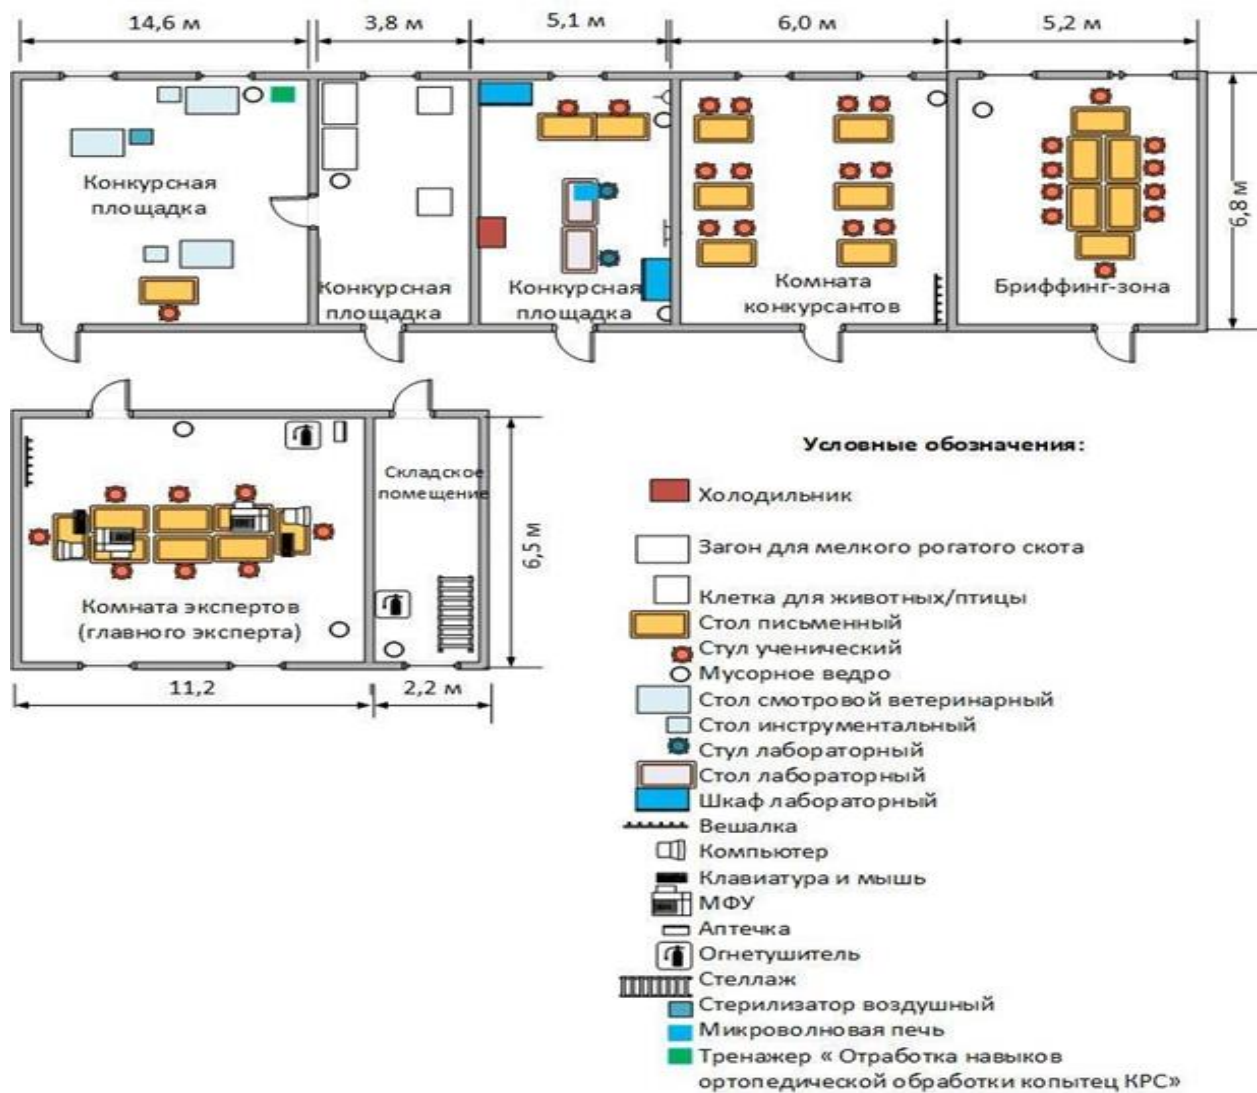 14,6 м
3,8 м
5,1 м
6,0 м
5,2 м
Конкурсная
площадка
Конкурсная
площадка
Конкурсная
площадка
Комната
конкурсантов
Бриффинг-зона
6,8 м
Складское
помещение
6,5 м
Комната экспертов
(главного эксперта)
11,2
2,2 м
Условные обозначения:
Холодильник
Загон для мелкого рогатого скота
Клетка для животных/птицы
Стол письменный
Стул ученический
Мусорное ведро
Стол смотровой ветеринарный
Стол инструментальный
Стул лабораторный
Стол лабораторный
Шкаф лабораторный
Вешалка
Компьютер
Клавиатура и мышь
МФУ
Аптечка
Огнетушитель
Стеллаж
Стерилизатор воздушный
Микроволновая печь
Тренажер « Отработка навыков
ортопедической обработки копытец КРС»